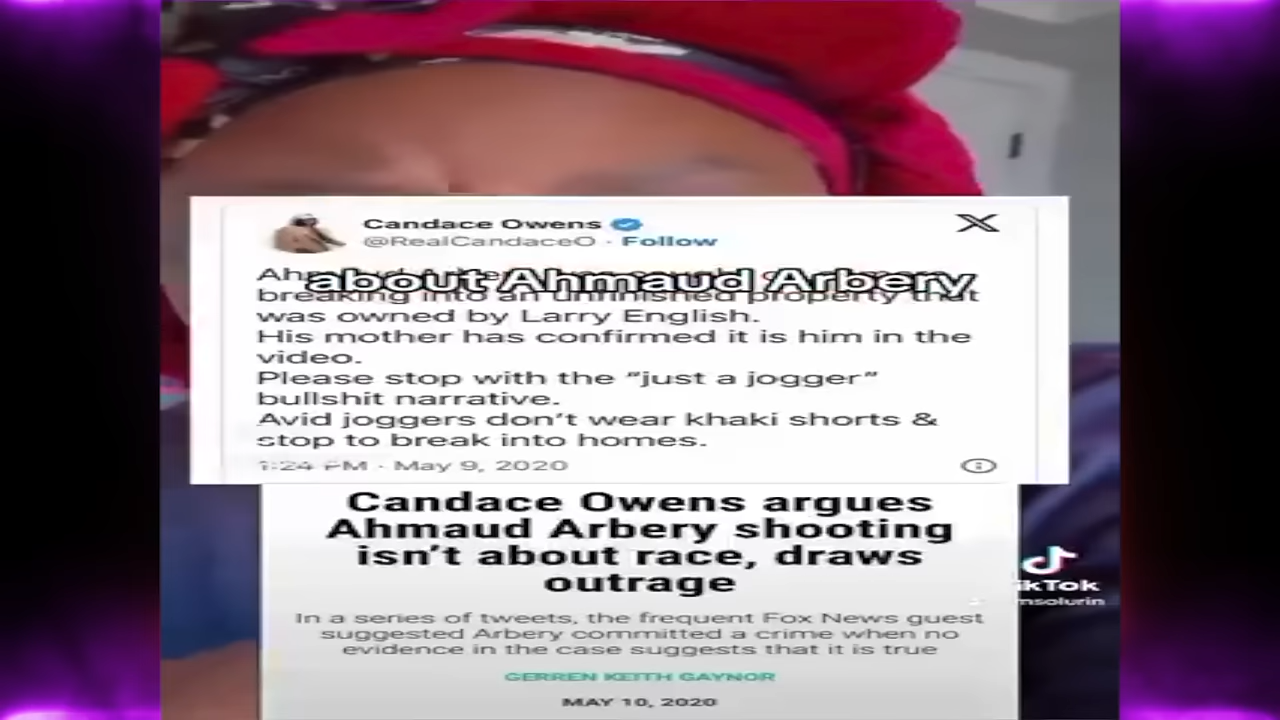 Candace Owens
@RealCandaceO · Follow
about Ahmaud Arbery
breaking into an unfinished property that
was owned by Larry English.
His mother has confirmed it is him in the
video.
Please stop with the “just a jogger”
bullshit narrative.
Avid joggers don’t wear khaki shorts &
stop to break into homes.
1:24 PM · May 9, 2020
Candace Owens argues
Ahmaud Arbery shooting
isn’t about race, draws
outrage
In a series of tweets, the frequent Fox News guest
suggested Arbery committed a crime when no
evidence in the case suggests that it is true
GERREN KEITH GAYNOR
MAY 10, 2020
TikTok